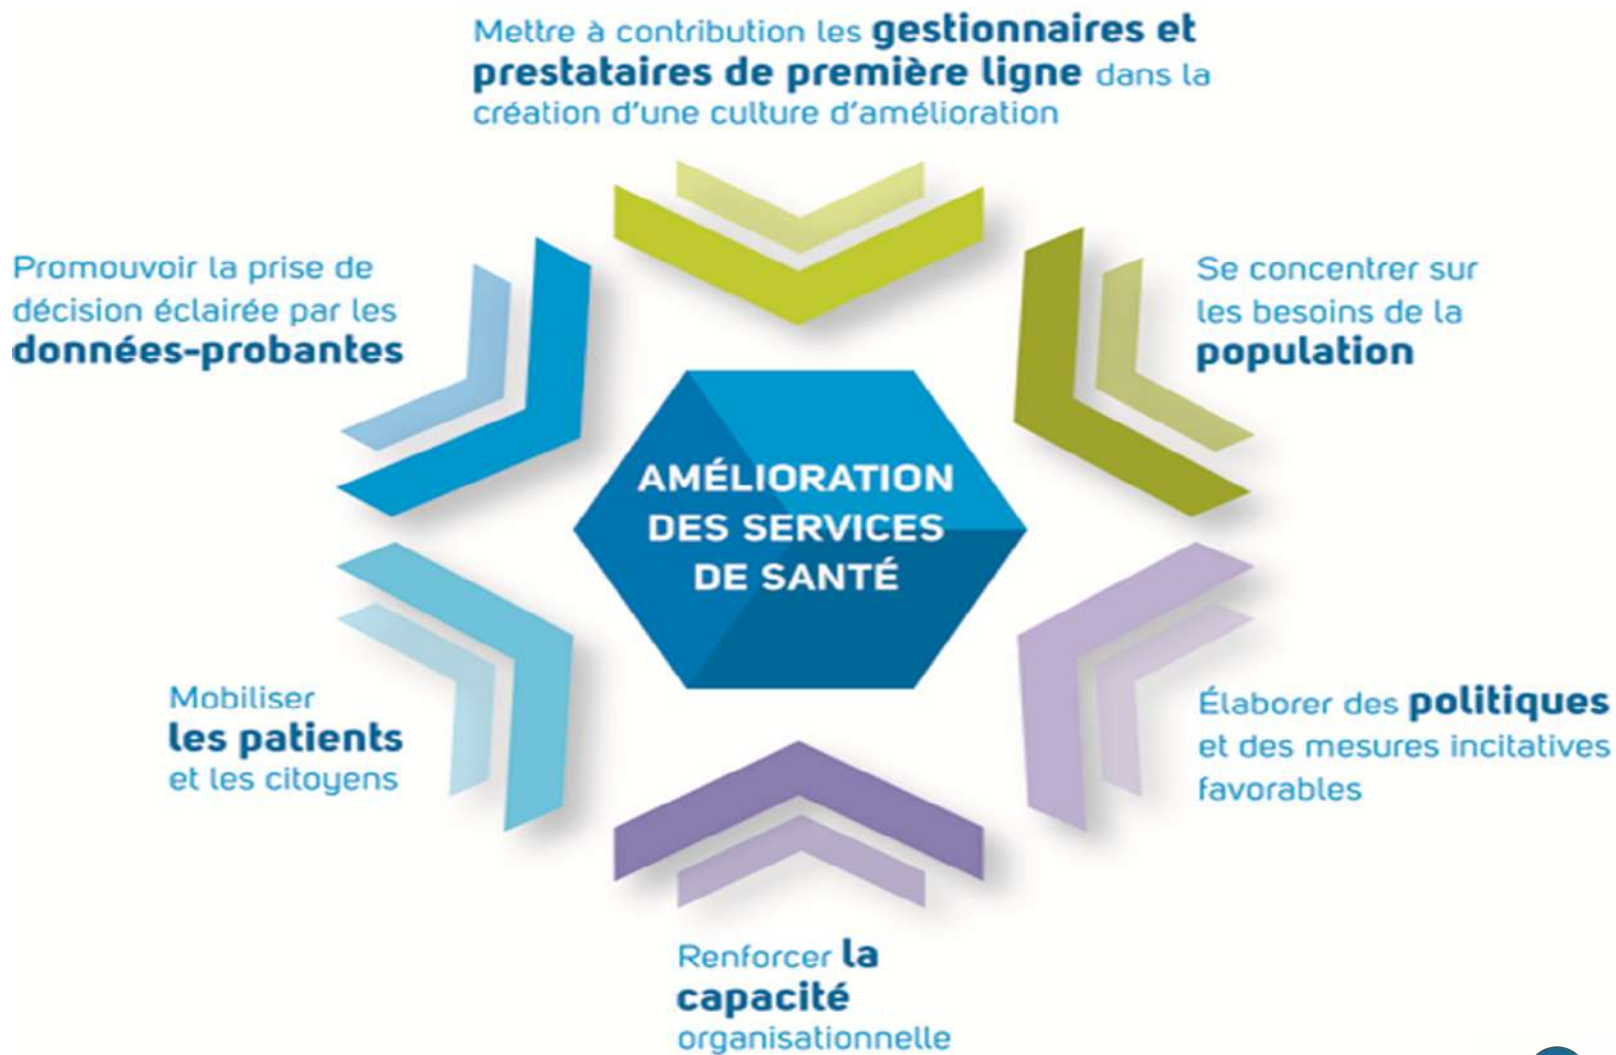 Mettre à contribution les gestionnaires et
prestataires de première ligne dans la
création d'une culture d'amélioration
Promouvoir la prise de
décision éclairée par les
données-probantes
Se concentrer sur
les besoins de la
population
AMÉLIORATION
DES SERVICES
DE SANTÉ
Mobiliser
les patients
et les citoyens
Élaborer des politiques
et des mesures incitatives
favorables
Renforcer la
capacité
organisationnelle